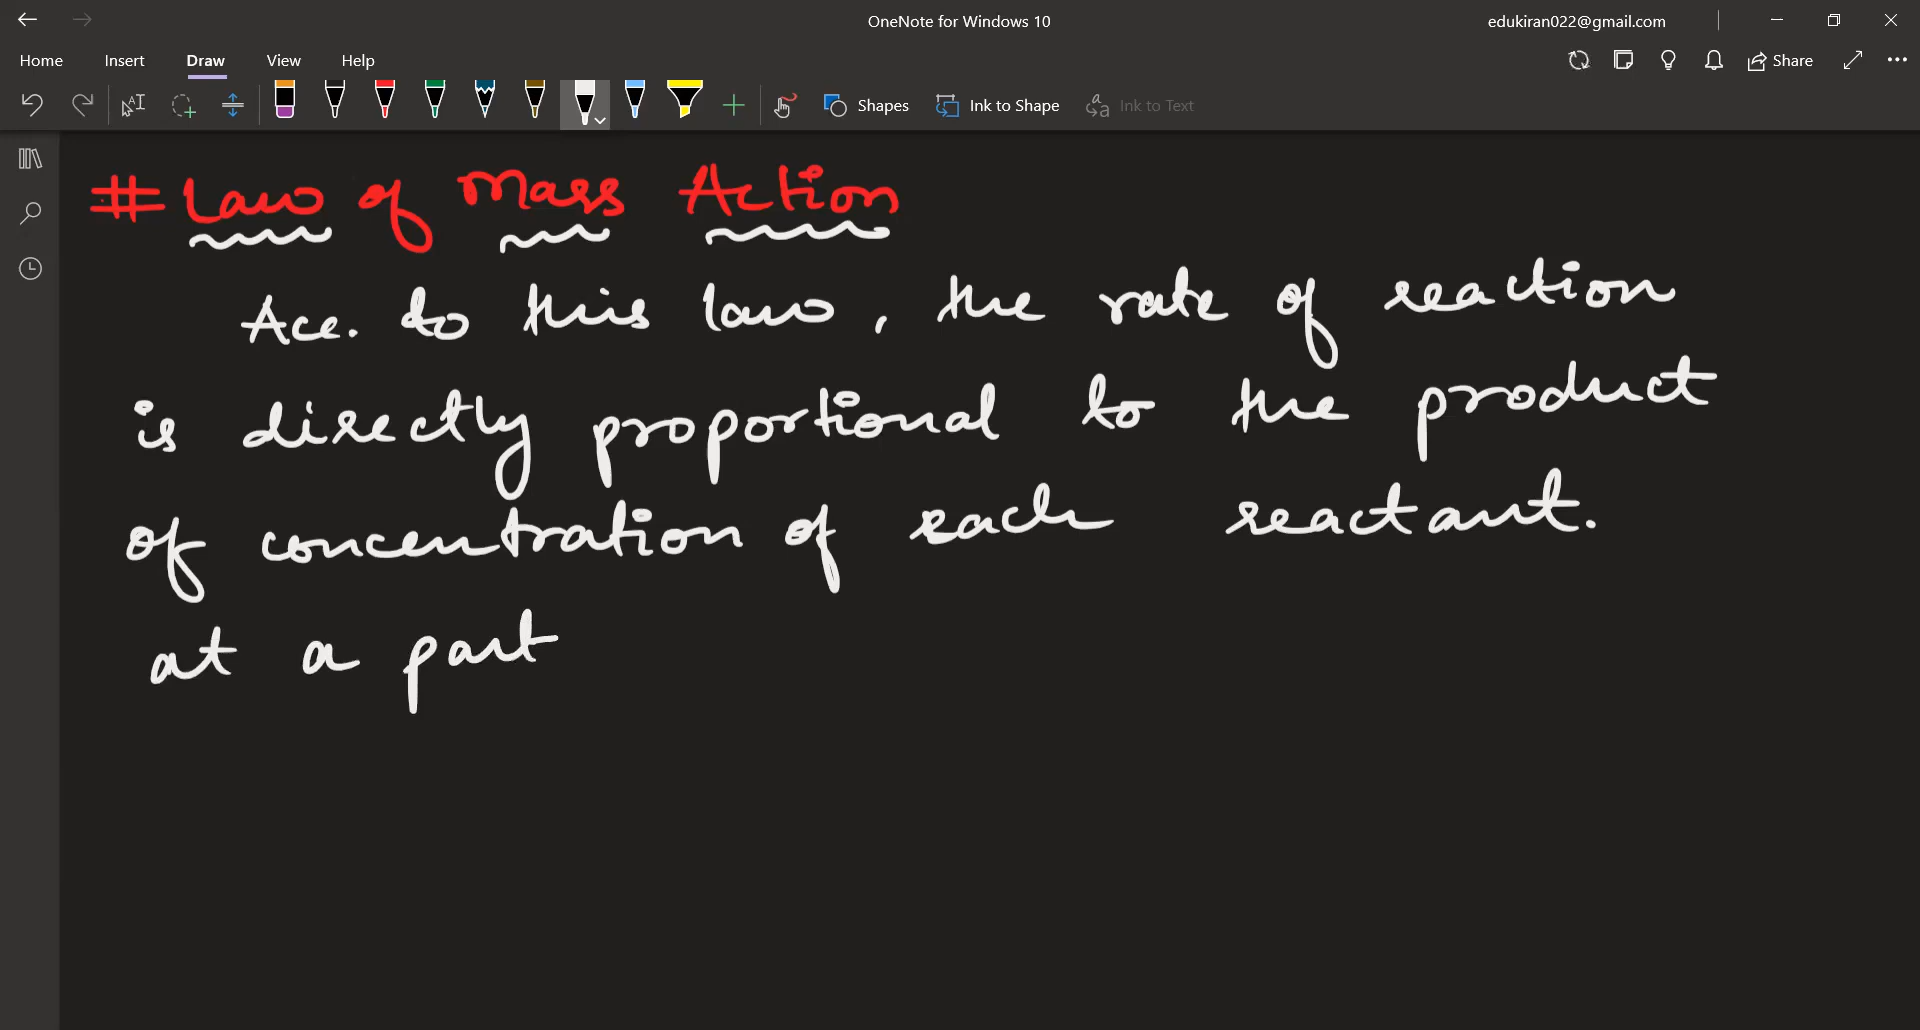 OneNote for Windows 10
edukiran022@gmail.com
Home Insert Draw View Help
Share
Shapes Ink to Shape Ink to Text
# Law of Mass Action
Acc. to this law, the rate of reaction
is directly proportional to the product
of concentration of each reactant.
at a part